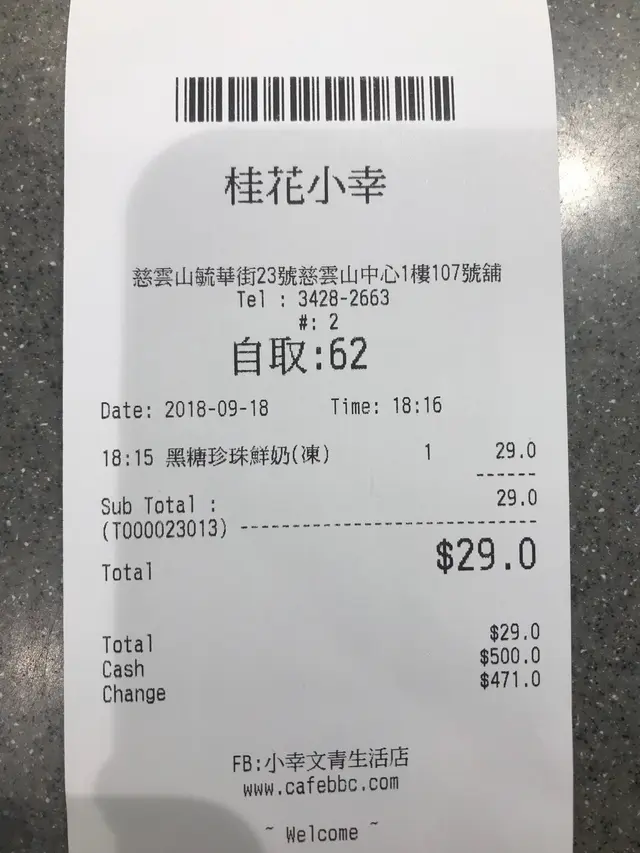 桂花小幸
慈雲山毓華街23號慈雲山中心1樓107號舖
Tel : 3428-2663
#: 2
自取:62
Date: 2018-09-18 Time: 18:16
18:15 黑糖珍珠鮮奶(凍) 1 29.0
------
Sub Total : 29.0
(T000023013) ----------------------------
Total $29.0
Total $29.0
Cash $500.0
Change $471.0
FB:小幸文青生活店
www.cafebbc.com
~ Welcome ~